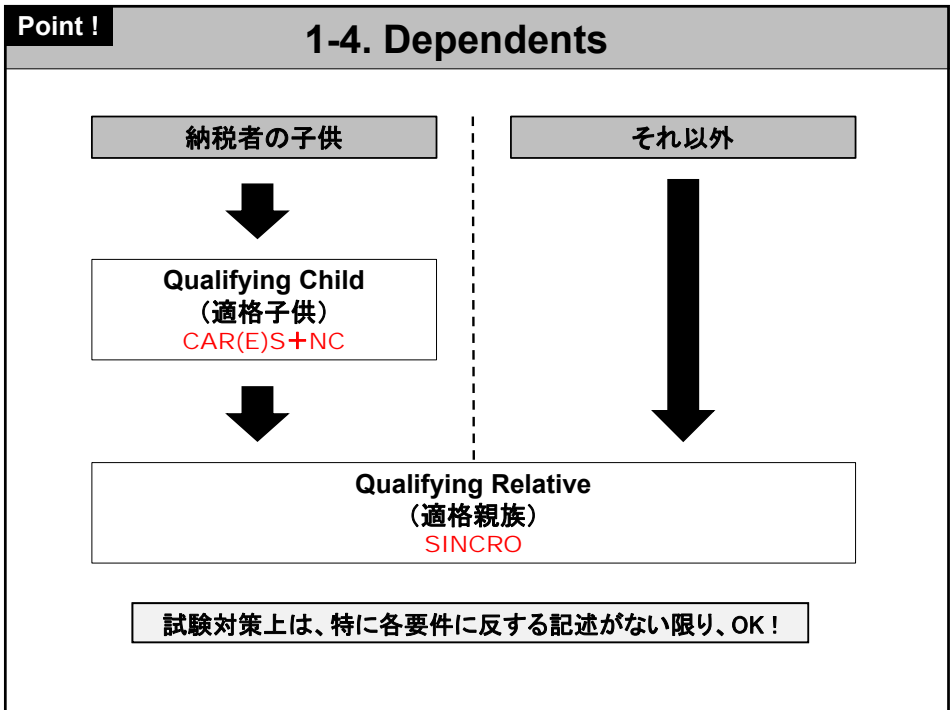 Point !
1-4. Dependents
納税者の子供
それ以外
Qualifying Child
（適格子供）
CAR(E)S＋NC
Qualifying Relative
（適格親族）
SINCRO
試験対策上は、特に各要件に反する記述がない限り、OK！